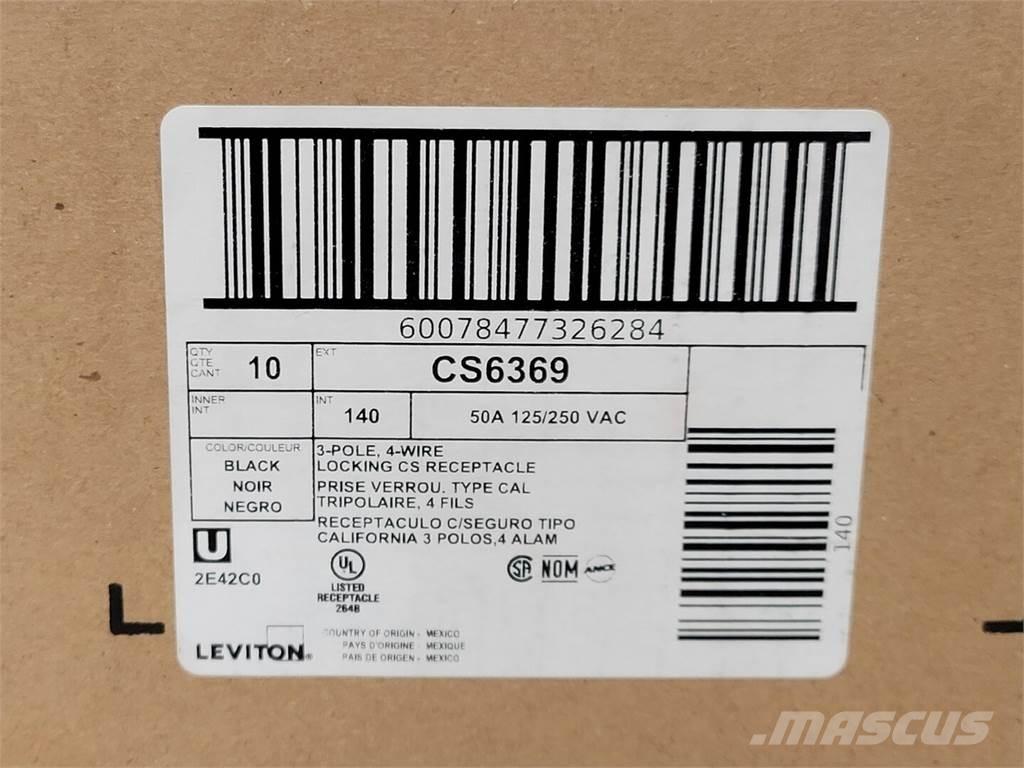 60078477326284
QTY
QTE
CANT
10
EXT
CS6369
INNER
INT
INT
140
50A 125/250 VAC
COLOR/COULEUR
BLACK
NOIR
NEGRO
3-POLE, 4-WIRE
LOCKING CS RECEPTACLE
PRISE VERROU. TYPE CAL
TRIPOLAIRE, 4 FILS
RECEPTACULO C/SEGURO TIPO
CALIFORNIA 3 POLOS,4 ALAM
140
U
2E42C0
UL
LISTED
RECEPTACLE
264B
SA NOM ANCE
LEVITON®
COUNTRY OF ORIGIN - MEXICO
PAYS D'ORIGINE - MEXIQUE
PAIS DE ORIGEN - MEXICO
MASCUS